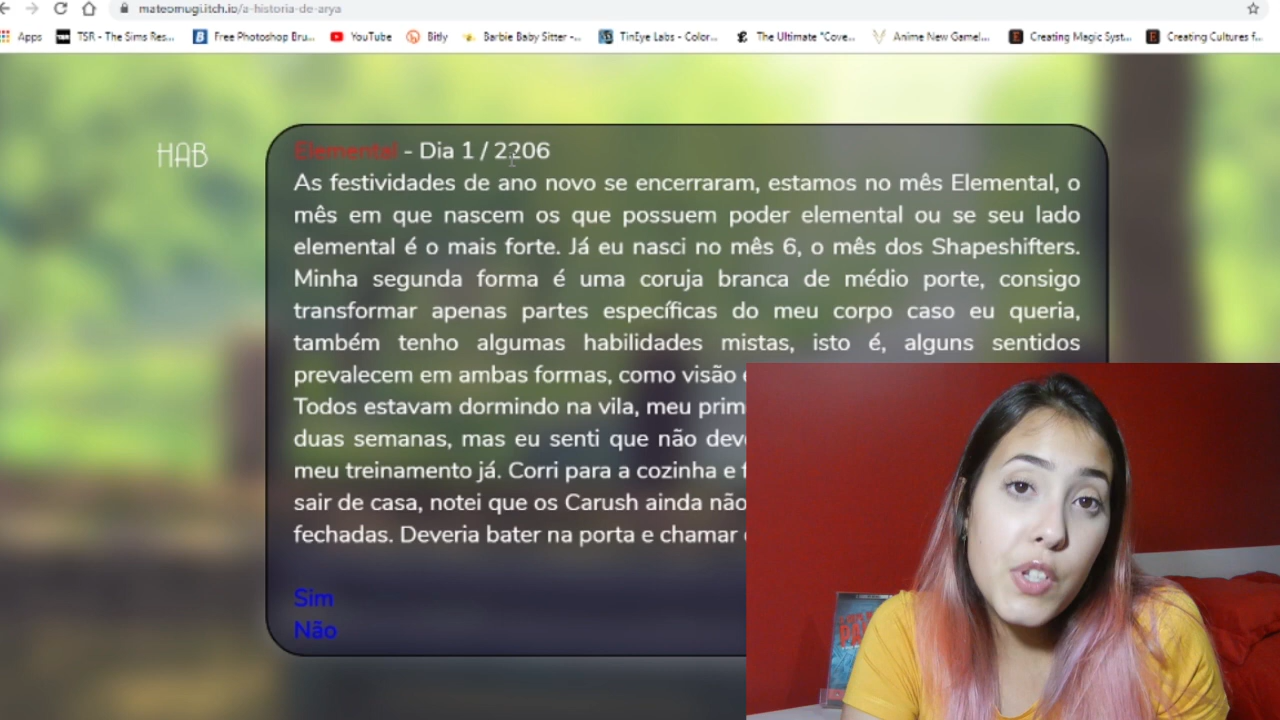 mateomugi.itch.io/a-historia-de-arya
Apps TSR - The Sims Res... Free Photoshop Bru... YouTube Bitly Barbie Baby Sitter -... TinEye Labs - Color... The Ultimate "Cove... Anime New Game|... Creating Magic Syst... Creating Cultures f...
HAB
Elemental - Dia 1 / 2206
As festividades de ano novo se encerraram, estamos no mês Elemental, o
mês em que nascem os que possuem poder elemental ou se seu lado
elemental é o mais forte. Já eu nasci no mês 6, o mês dos Shapeshifters.
Minha segunda forma é uma coruja branca de médio porte, consigo
transformar apenas partes específicas do meu corpo caso eu queria,
também tenho algumas habilidades mistas, isto é, alguns sentidos
prevalecem em ambas formas, como visão
Todos estavam dormindo na vila, meu prim
duas semanas, mas eu senti que não dev
meu treinamento já. Corri para a cozinha e
sair de casa, notei que os Carush ainda não
fechadas. Deveria bater na porta e chamar
Sim
Não